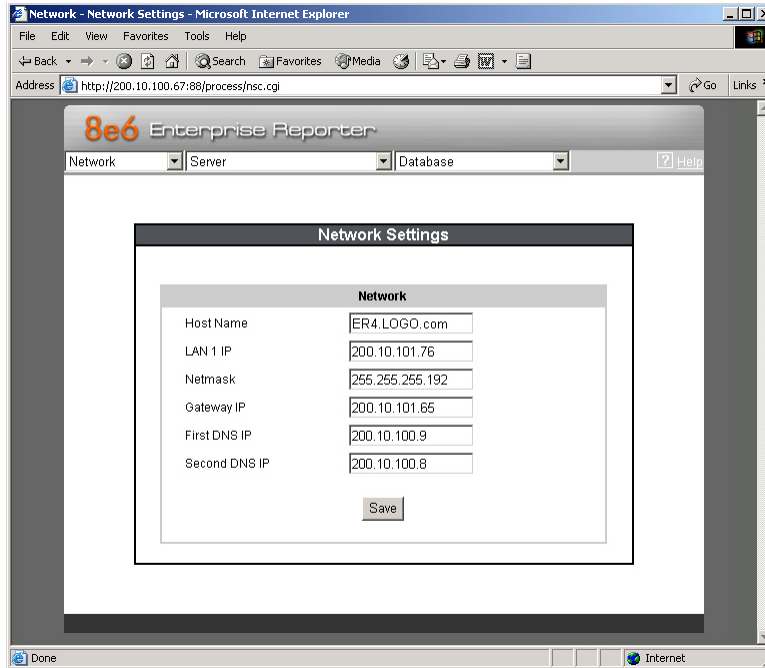 Network - Network Settings - Microsoft Internet Explorer
File Edit View Favorites Tools Help
Back Search Favorites Media
Address http://200.10.100.67:88/process/nsc.cgi Go Links
8e6 Enterprise Reporter
Network Server Database ? Help
Network Settings
Network
Host Name ER4.LOGO.com
LAN 1 IP 200.10.101.76
Netmask 255.255.255.192
Gateway IP 200.10.101.65
First DNS IP 200.10.100.9
Second DNS IP 200.10.100.8
Save
Done Internet